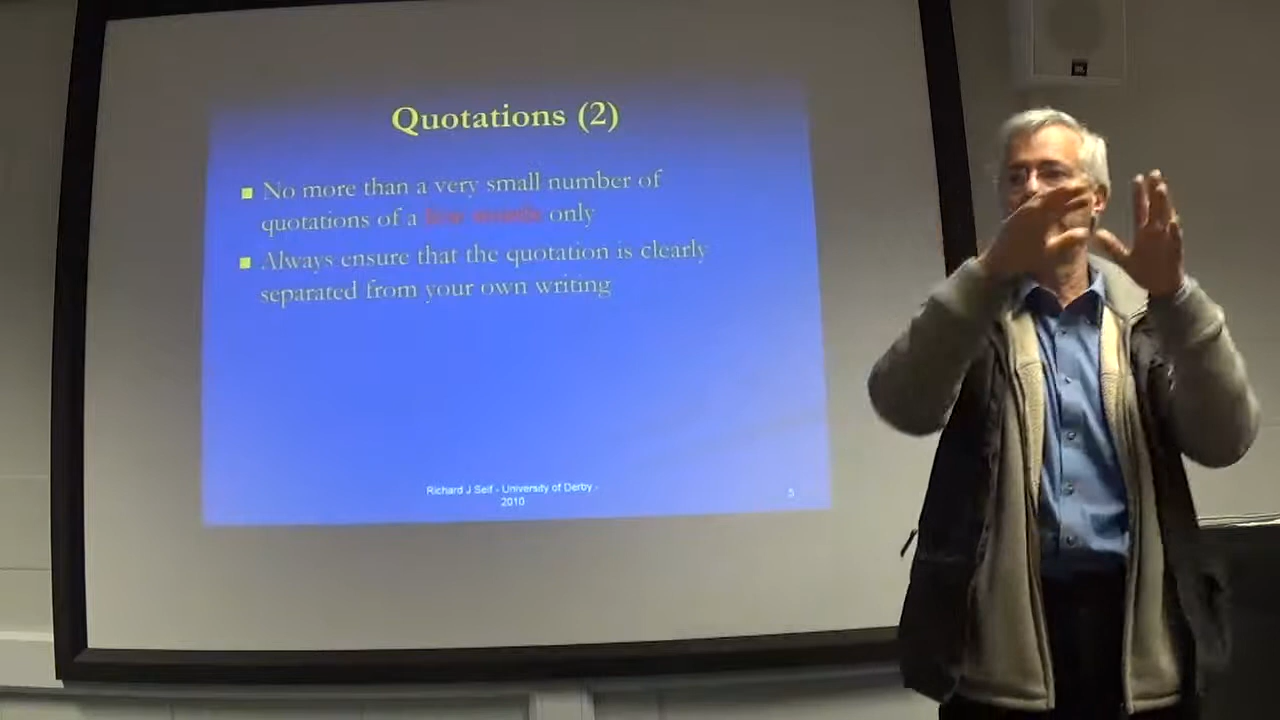 Quotations (2)
No more than a very small number of
quotations of a few words only
Always ensure that the quotation is clearly
separated from your own writing
Richard J Self - University of Derby -
2010
5
JBL